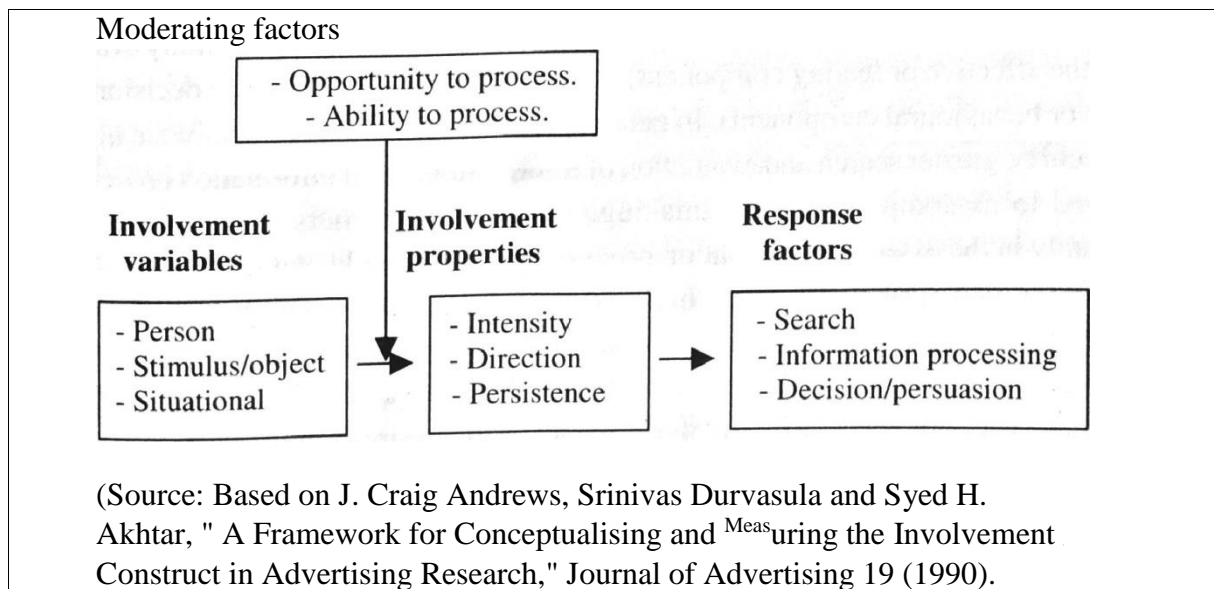 Moderating factors
- Opportunity to process.
- Ability to process.
Involvement
variables
Involvement
properties
Response
factors
- Person
- Stimulus/object
- Situational
- Intensity
- Direction
- Persistence
- Search
- Information processing
- Decision/persuasion
(Source: Based on J. Craig Andrews, Srinivas Durvasula and Syed H.
Akhtar, " A Framework for Conceptualising and Measuring the Involvement
Construct in Advertising Research," Journal of Advertising 19 (1990).